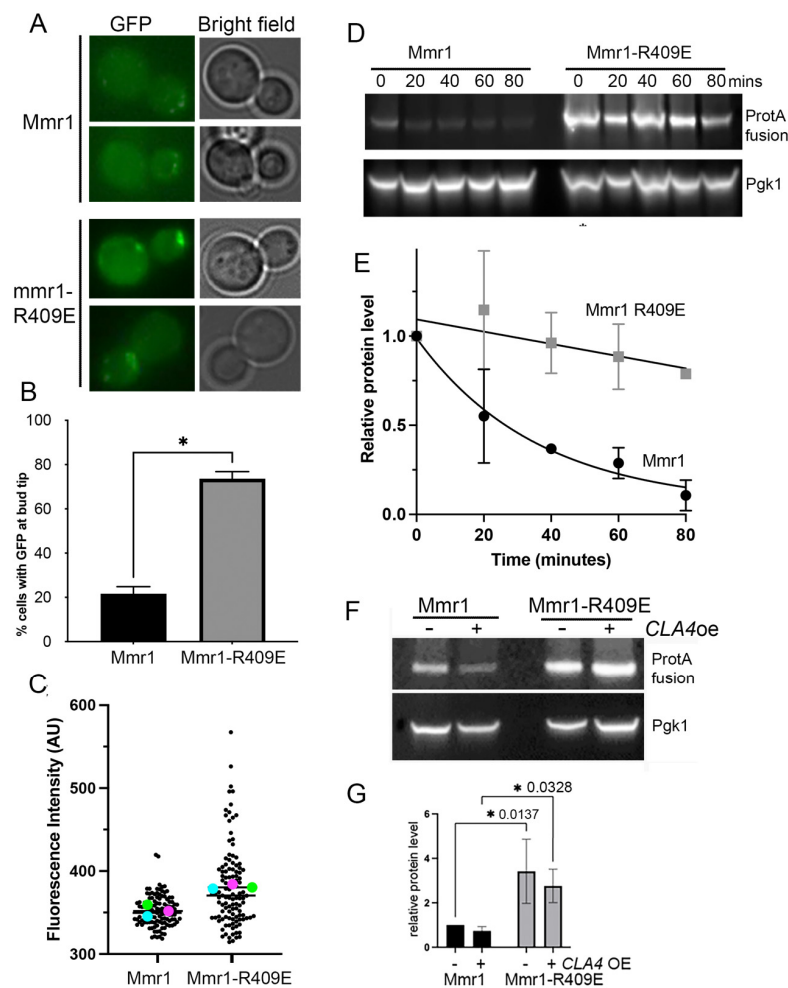 A
GFP
Bright field
Mmr1
mmr1-
R409E
B
% cells with GFP at bud tip
100
80
60
40
20
0
*
Mmr1
Mmr1-R409E
C
Fluorescence Intensity (AU)
600
500
400
300
Mmr1
Mmr1-R409E
D
Mmr1
Mmr1-R409E
0 20 40 60 80 0 20 40 60 80 mins
ProtA
fusion
Pgk1
E
Relative protein level
1.0
0.5
0.0
Mmr1 R409E
Mmr1
0 20 40 60 80
Time (minutes)
F
Mmr1
Mmr1-R409E
- + - + CLA4oe
ProtA
fusion
Pgk1
G
relative protein level
6
4
2
0
* 0.0328
* 0.0137
- + - + CLA4 OE
Mmr1
Mmr1-R409E